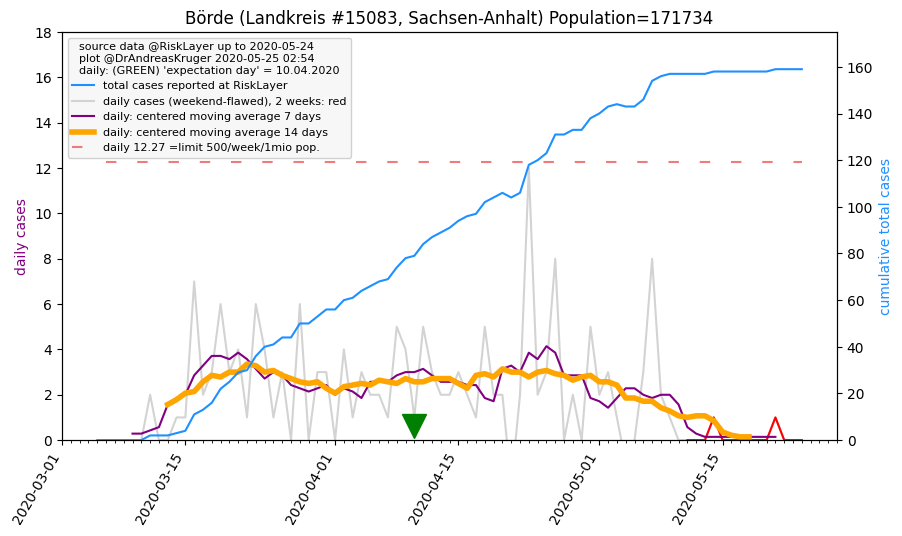 Börde (Landkreis #15083, Sachsen-Anhalt) Population=171734
source data @RiskLayer up to 2020-05-24
plot @DrAndreasKruger 2020-05-25 02:54
daily: (GREEN) 'expectation day' = 10.04.2020
total cases reported at RiskLayer
daily cases (weekend-flawed), 2 weeks: red
daily: centered moving average 7 days
daily: centered moving average 14 days
daily 12.27 =limit 500/week/1mio pop.
daily cases
18
16
14
12
10
8
6
4
2
0
160
140
120
100
80
60
40
20
0
cumulative total cases
2020-03-01
2020-03-15
2020-04-01
2020-04-15
2020-05-01
2020-05-15